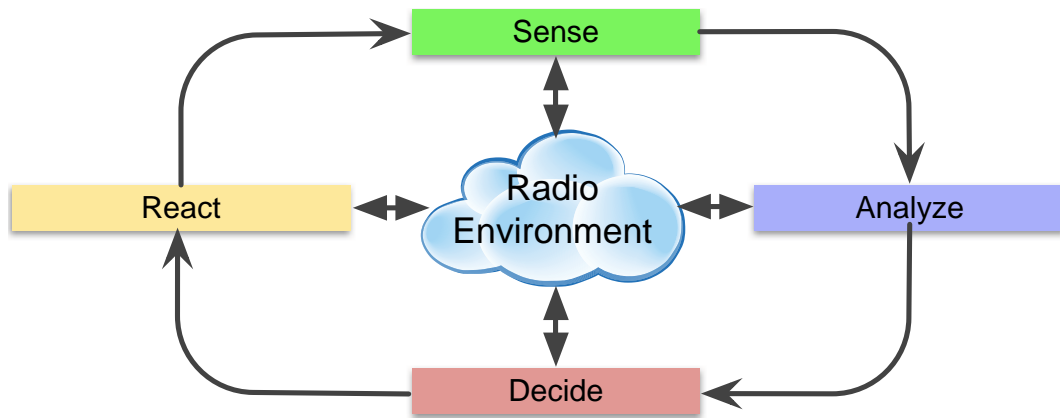 Sense
React
Radio
Environment
Analyze
Decide